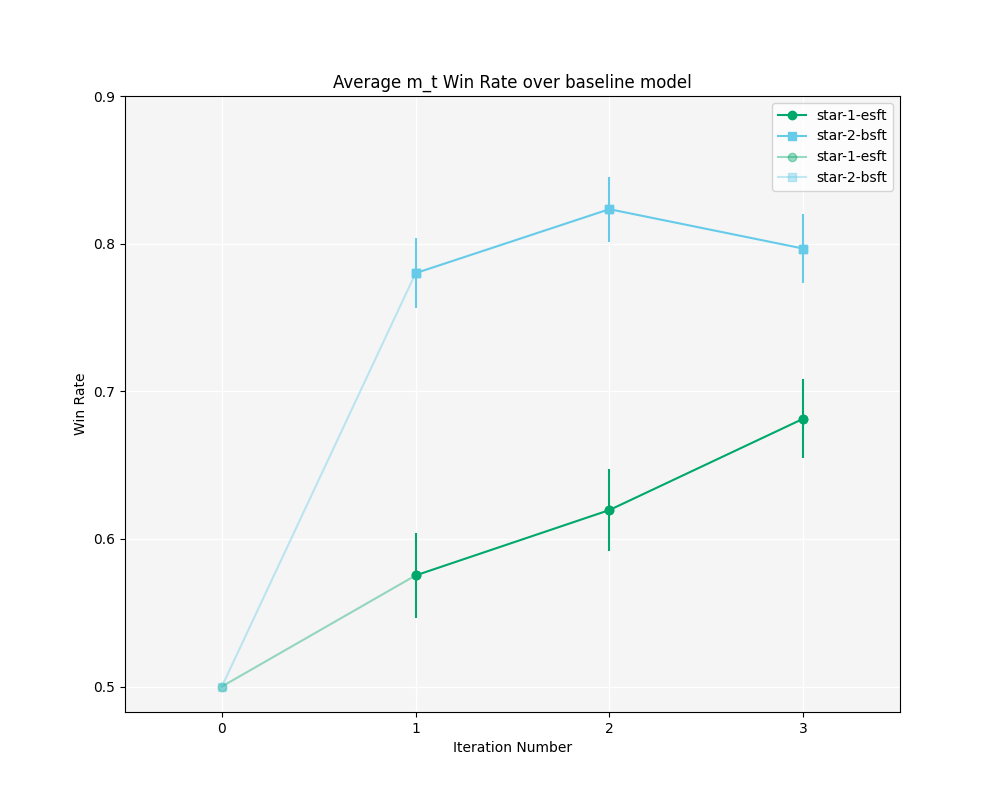 Average m_t Win Rate over baseline model
star-1-esft
star-2-bsft
star-1-esft
star-2-bsft
Win Rate
0.9
0.8
0.7
0.6
0.5
0
1
2
3
Iteration Number